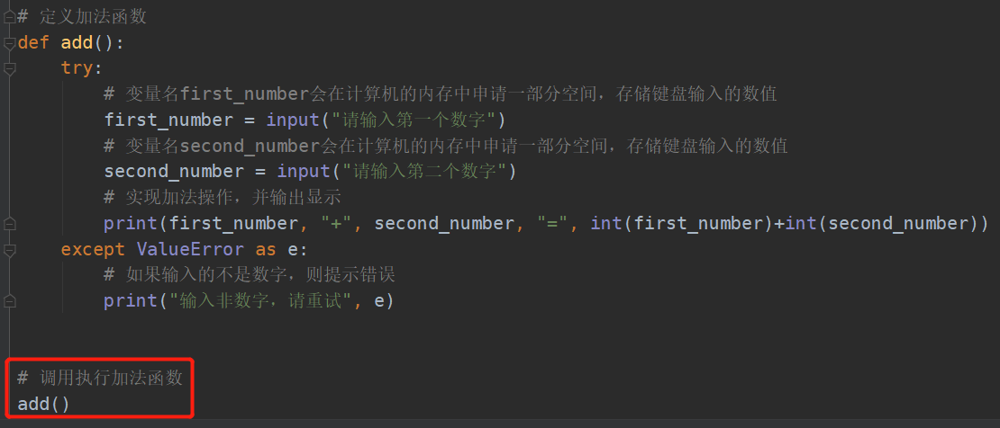 # 定义加法函数
def add():
    try:
        # 变量名first_number会在计算机的内存中申请一部分空间，存储键盘输入的数值
        first_number = input("请输入第一个数字")
        # 变量名second_number会在计算机的内存中申请一部分空间，存储键盘输入的数值
        second_number = input("请输入第二个数字")
        # 实现加法操作，并输出显示
        print(first_number, "+", second_number, "=", int(first_number)+int(second_number))
    except ValueError as e:
        # 如果输入的不是数字，则提示错误
        print("输入非数字，请重试", e)
# 调用执行加法函数
add()